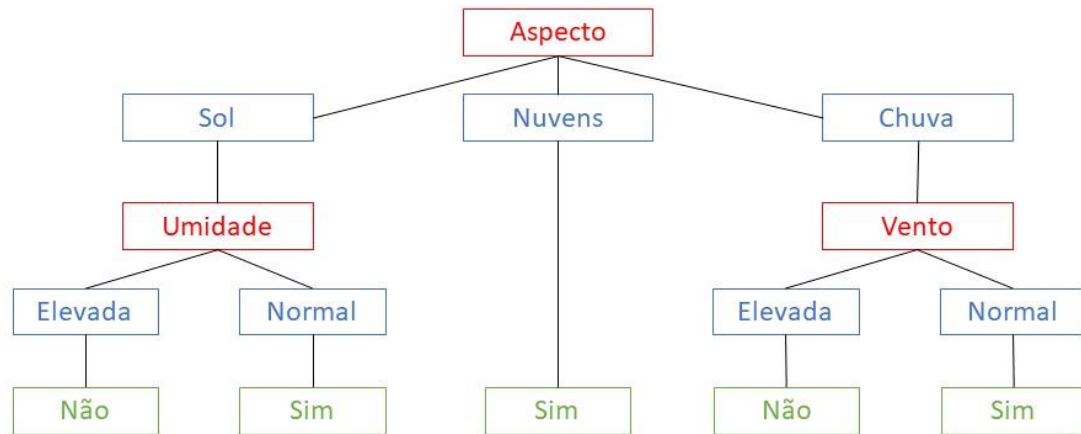 Aspecto
Sol
Nuvens
Chuva
Umidade
Vento
Elevada
Normal
Elevada
Normal
Não
Sim
Sim
Não
Sim